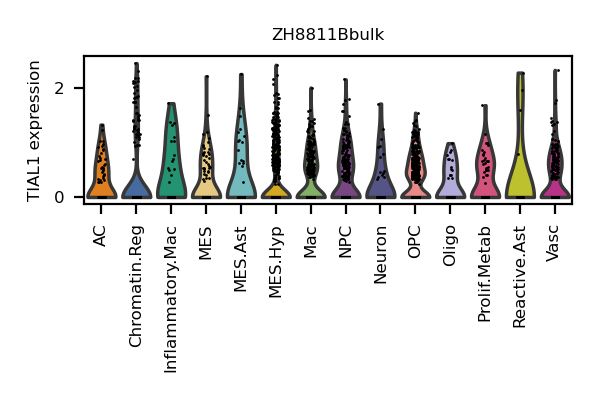 ZH8811Bbulk
TIAL1 expression
2
0
AC
Chromatin.Reg
Inflammatory.Mac
MES
MES.Ast
MES.Hyp
Mac
NPC
Neuron
OPC
Oligo
Prolif.Metab
Reactive.Ast
Vasc